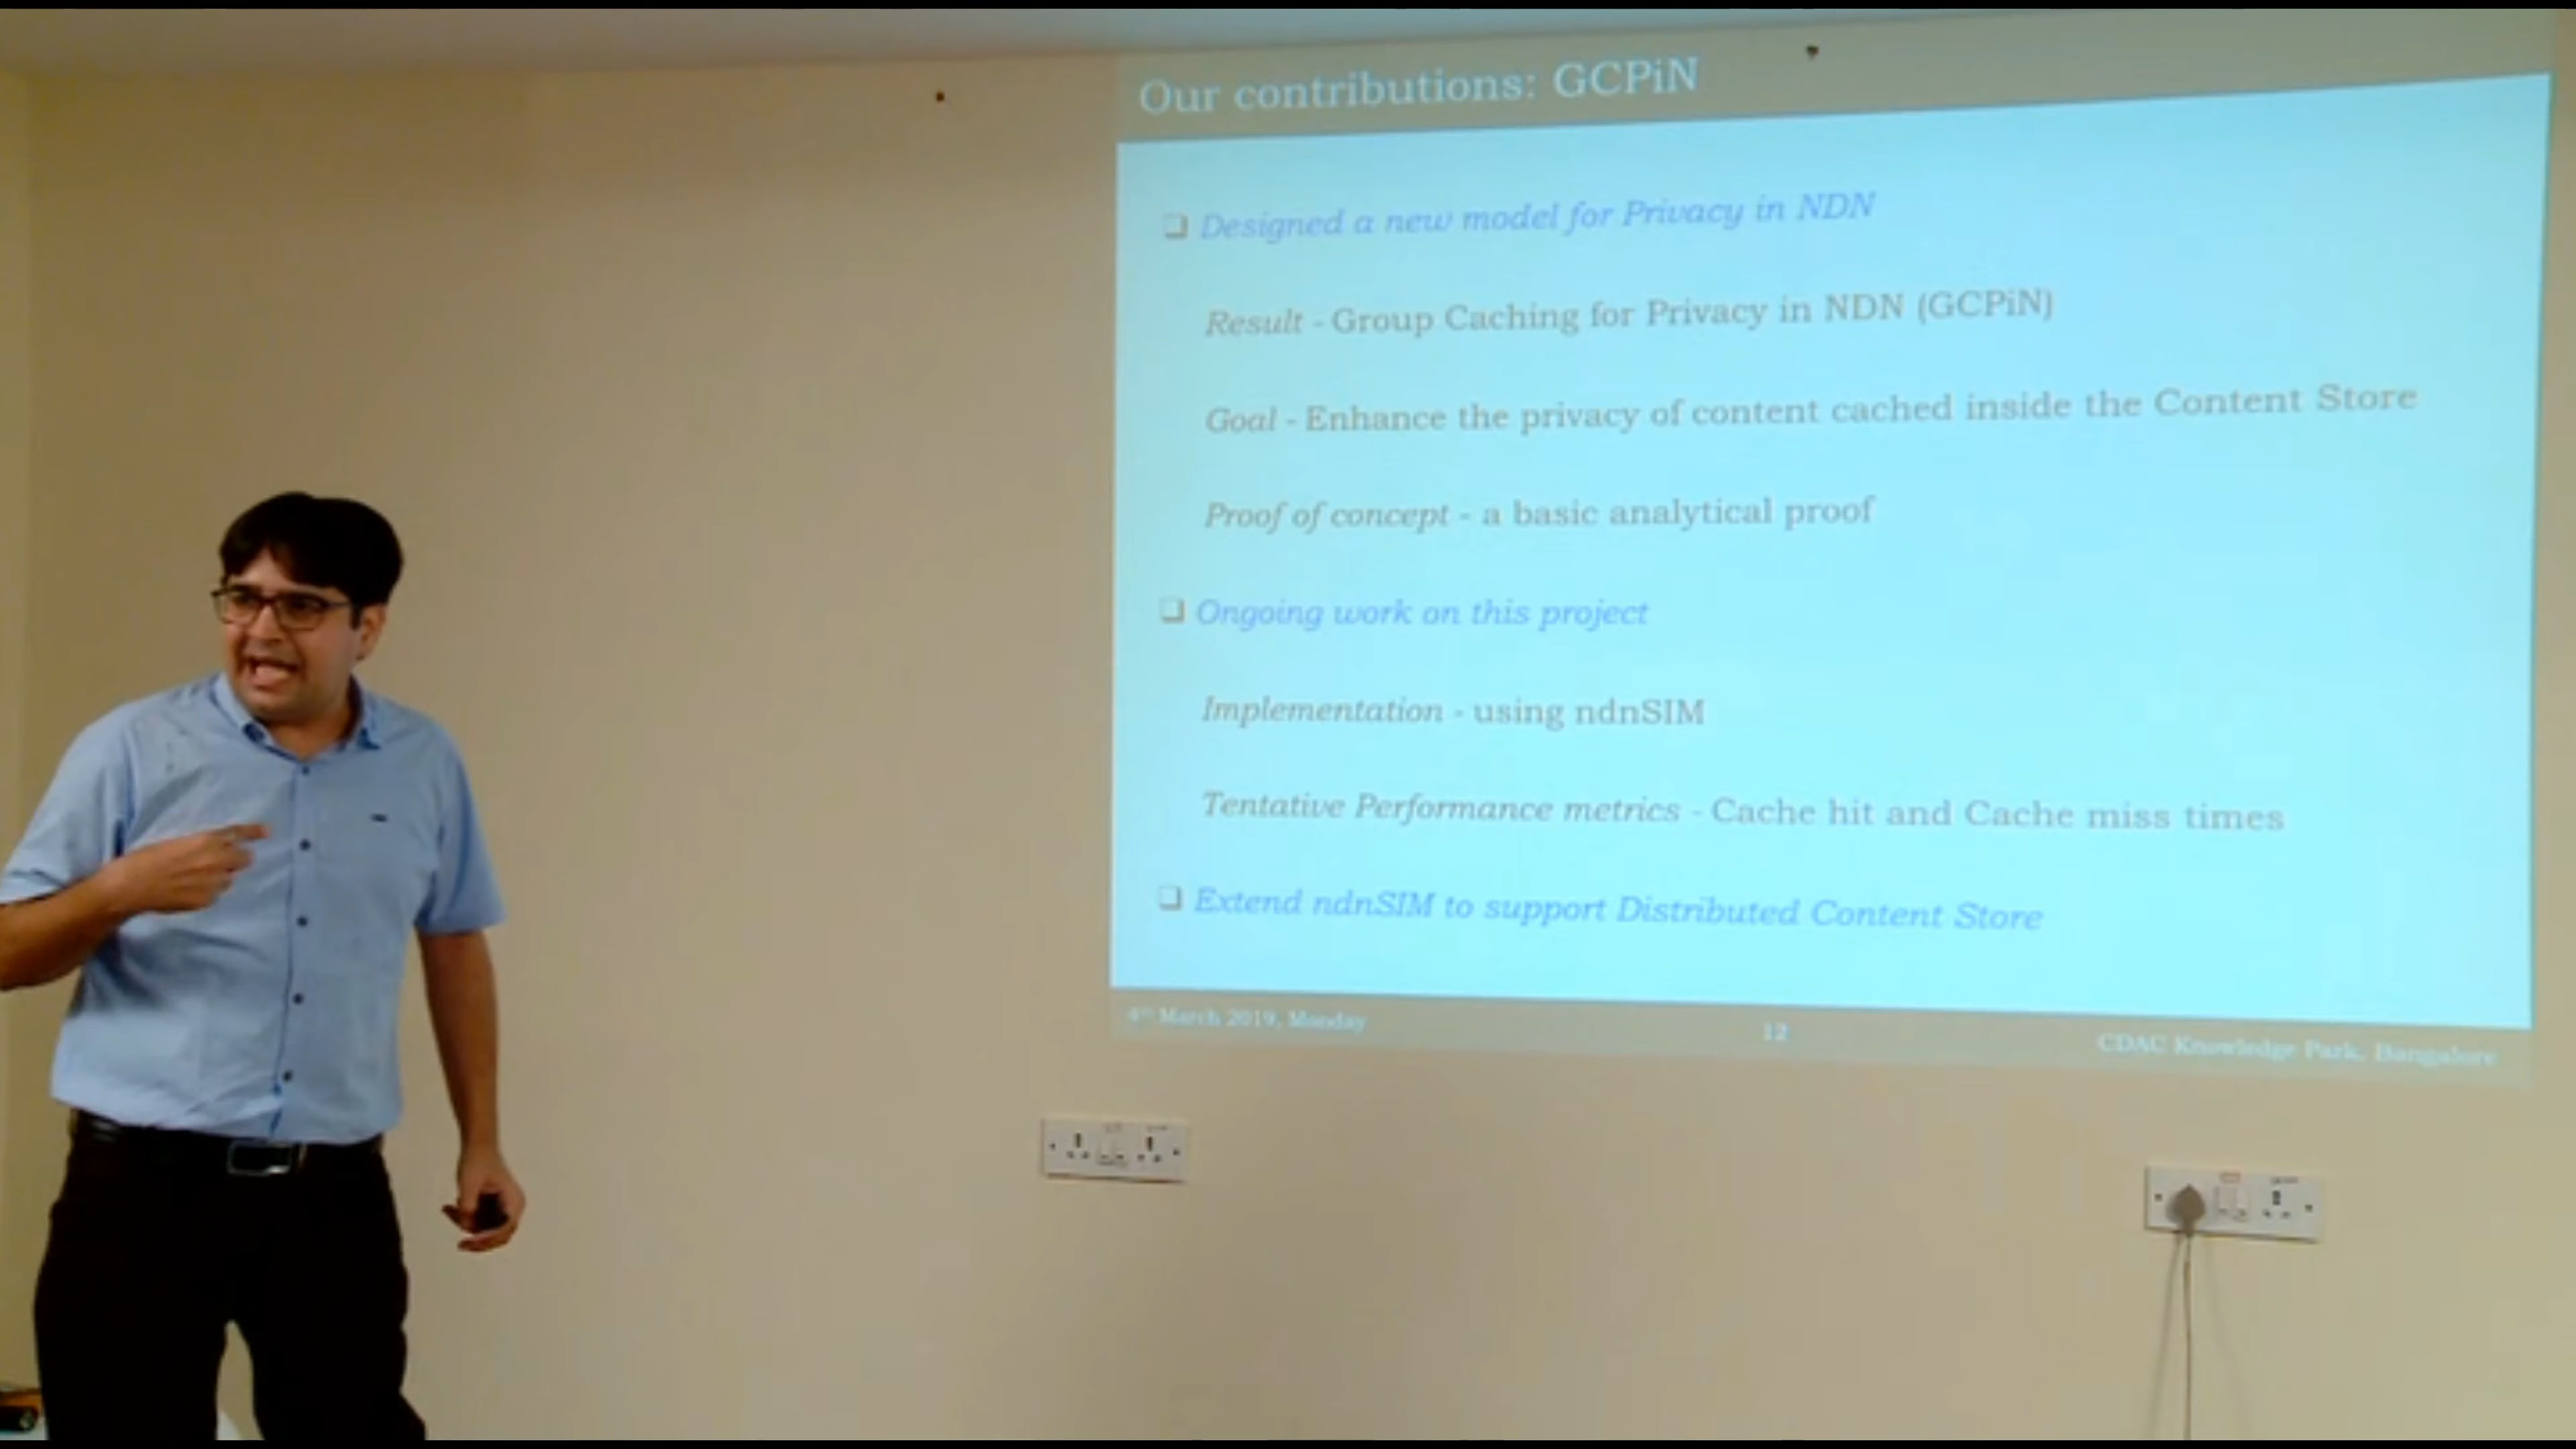 Our contributions: GCPiN
❑ Designed a new model for Privacy in NDN
Result - Group Caching for Privacy in NDN (GCPiN)
Goal - Enhance the privacy of content cached inside the Content Store
Proof of concept - a basic analytical proof
❑ Ongoing work on this project
Implementation - using ndnSIM
Tentative Performance metrics - Cache hit and Cache miss times
❑ Extend ndnSIM to support Distributed Content Store
4th March 2019, Monday
12
CDAC Knowledge Park, Bangalore